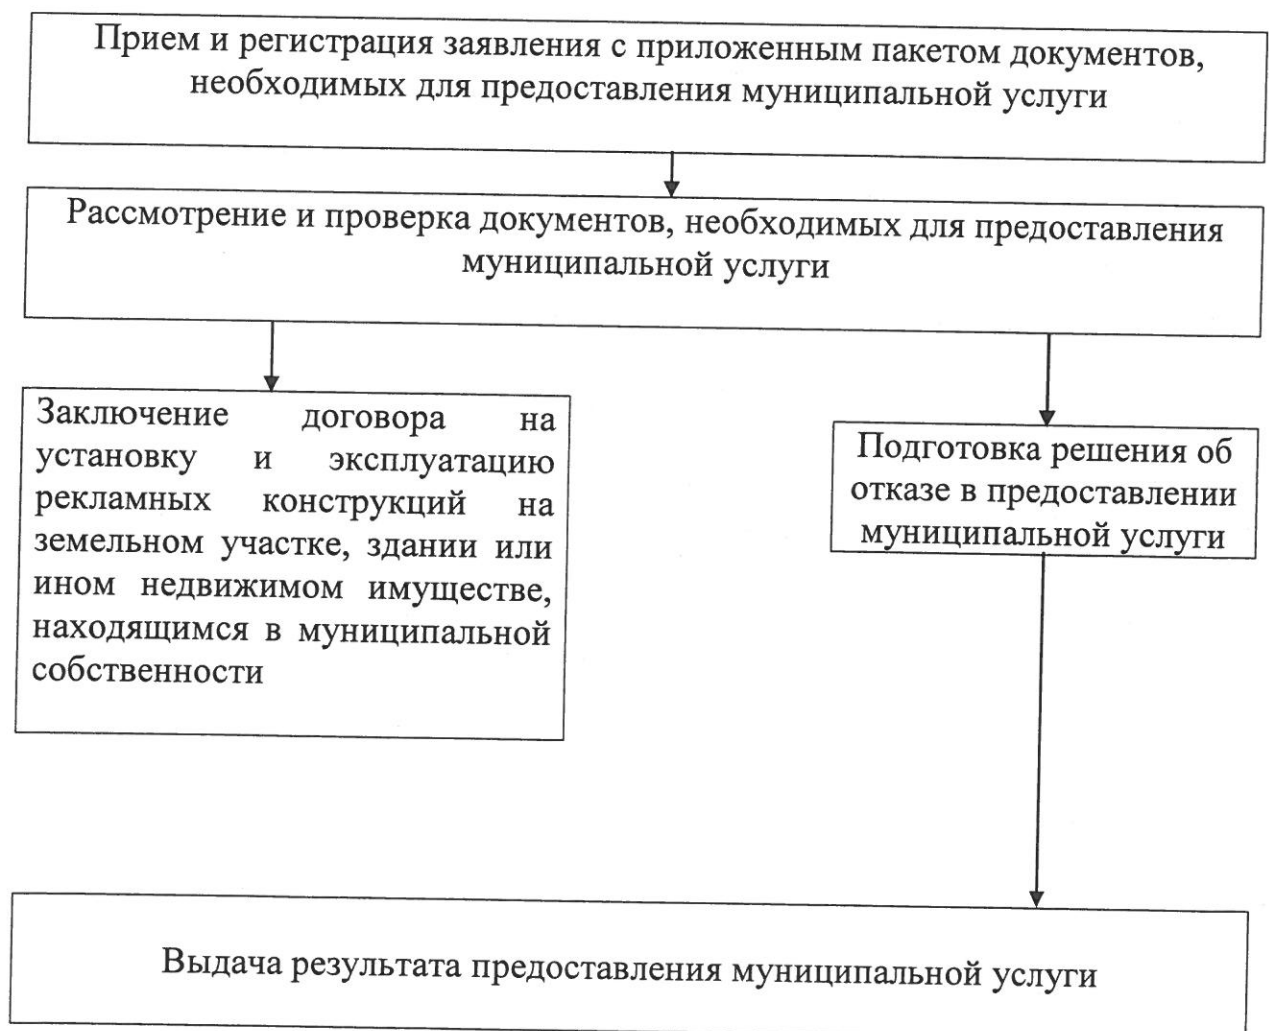 Прием и регистрация заявления с приложенным пакетом документов,
необходимых для предоставления муниципальной услуги
Рассмотрение и проверка документов, необходимых для предоставления
муниципальной услуги
Заключение договора на
установку и эксплуатацию
рекламных конструкций на
земельном участке, здании или
ином недвижимом имуществе,
находящимся в муниципальной
собственности
Подготовка решения об
отказе в предоставлении
муниципальной услуги
Выдача результата предоставления муниципальной услуги